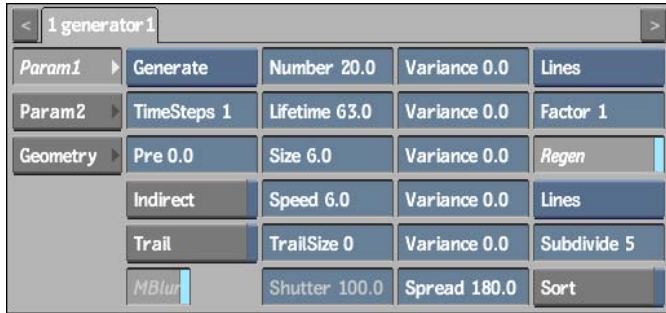 < 1 generator1 >
Param1 Generate Number 20.0 Variance 0.0 Lines
Param2 TimeSteps 1 Lifetime 63.0 Variance 0.0 Factor 1
Geometry Pre 0.0 Size 6.0 Variance 0.0 Regen
Indirect Speed 6.0 Variance 0.0 Lines
Trail TrailSize 0 Variance 0.0 Subdivide 5
MBlur Shutter 100.0 Spread 180.0 Sort